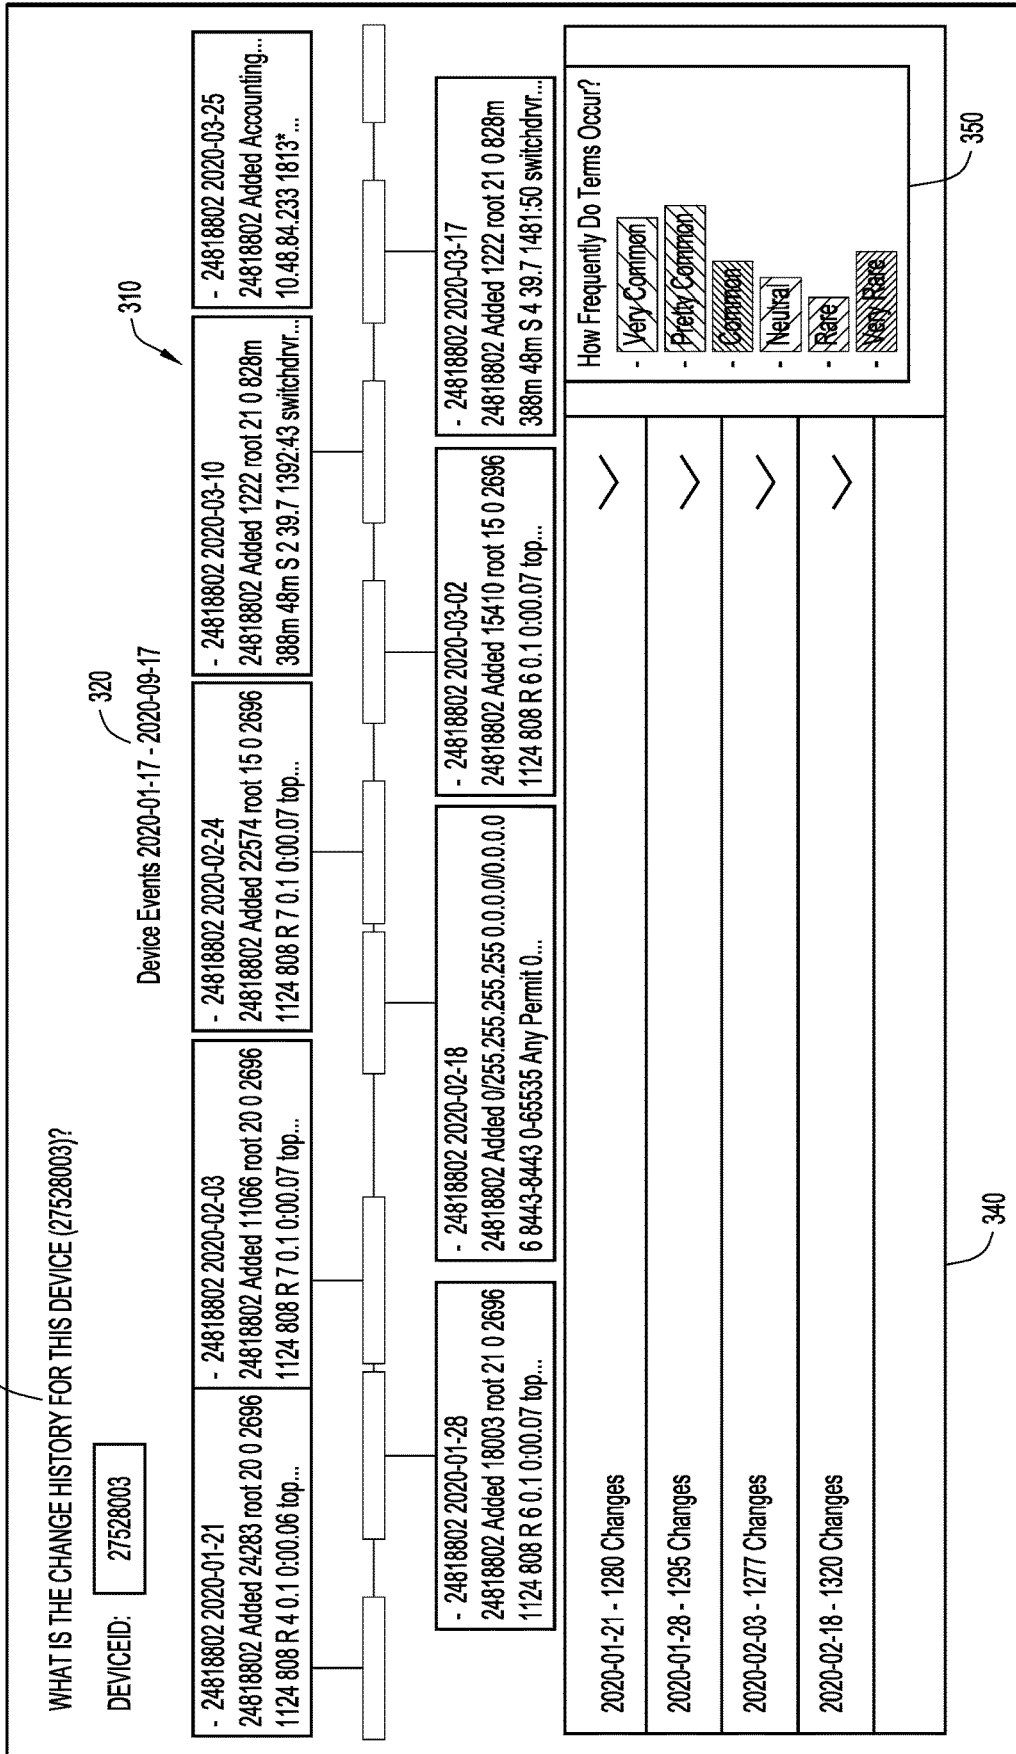 WHAT IS THE CHANGE HISTORY FOR THIS DEVICE (27528003)?
DEVICEID: 27528003
320
Device Events 2020-01-17 - 2020-09-17
310
- 24818802 2020-01-21
24818802 Added 24283 root 20 0 2696
1124 808 R 4 0.1 0:00.06 top...
- 24818802 2020-02-03
24818802 Added 11066 root 20 0 2696
1124 808 R 7 0.1 0:00.07 top...
- 24818802 2020-02-24
24818802 Added 22574 root 15 0 2696
1124 808 R 7 0.1 0:00.07 top...
- 24818802 2020-03-10
24818802 Added 1222 root 21 0 828m
388m 48m S 2 39.7 1392:43 switchdrvr...
- 24818802 2020-03-25
24818802 Added Accounting...
10.48.84.233 1813*...
- 24818802 2020-01-28
24818802 Added 18003 root 21 0 2696
1124 808 R 6 0.1 0:00.07 top...
- 24818802 2020-02-18
24818802 Added 0/255.255.255.255 0.0.0.0/0.0.0.0
6 8443-8443 0-65535 Any Permit 0...
- 24818802 2020-03-02
24818802 Added 15410 root 15 0 2696
1124 808 R 6 0.1 0:00.07 top...
- 24818802 2020-03-17
24818802 Added 1222 root 21 0 828m
388m 48m S 4 39.7 1481:50 switchdrvr...
2020-01-21 - 1280 Changes
2020-01-28 - 1295 Changes
2020-02-03 - 1277 Changes
2020-02-18 - 1320 Changes
How Frequently Do Terms Occur?
- Very Common
- Pretty Common
- Common
- Neutral
- Rare
- Very Rare
340
350